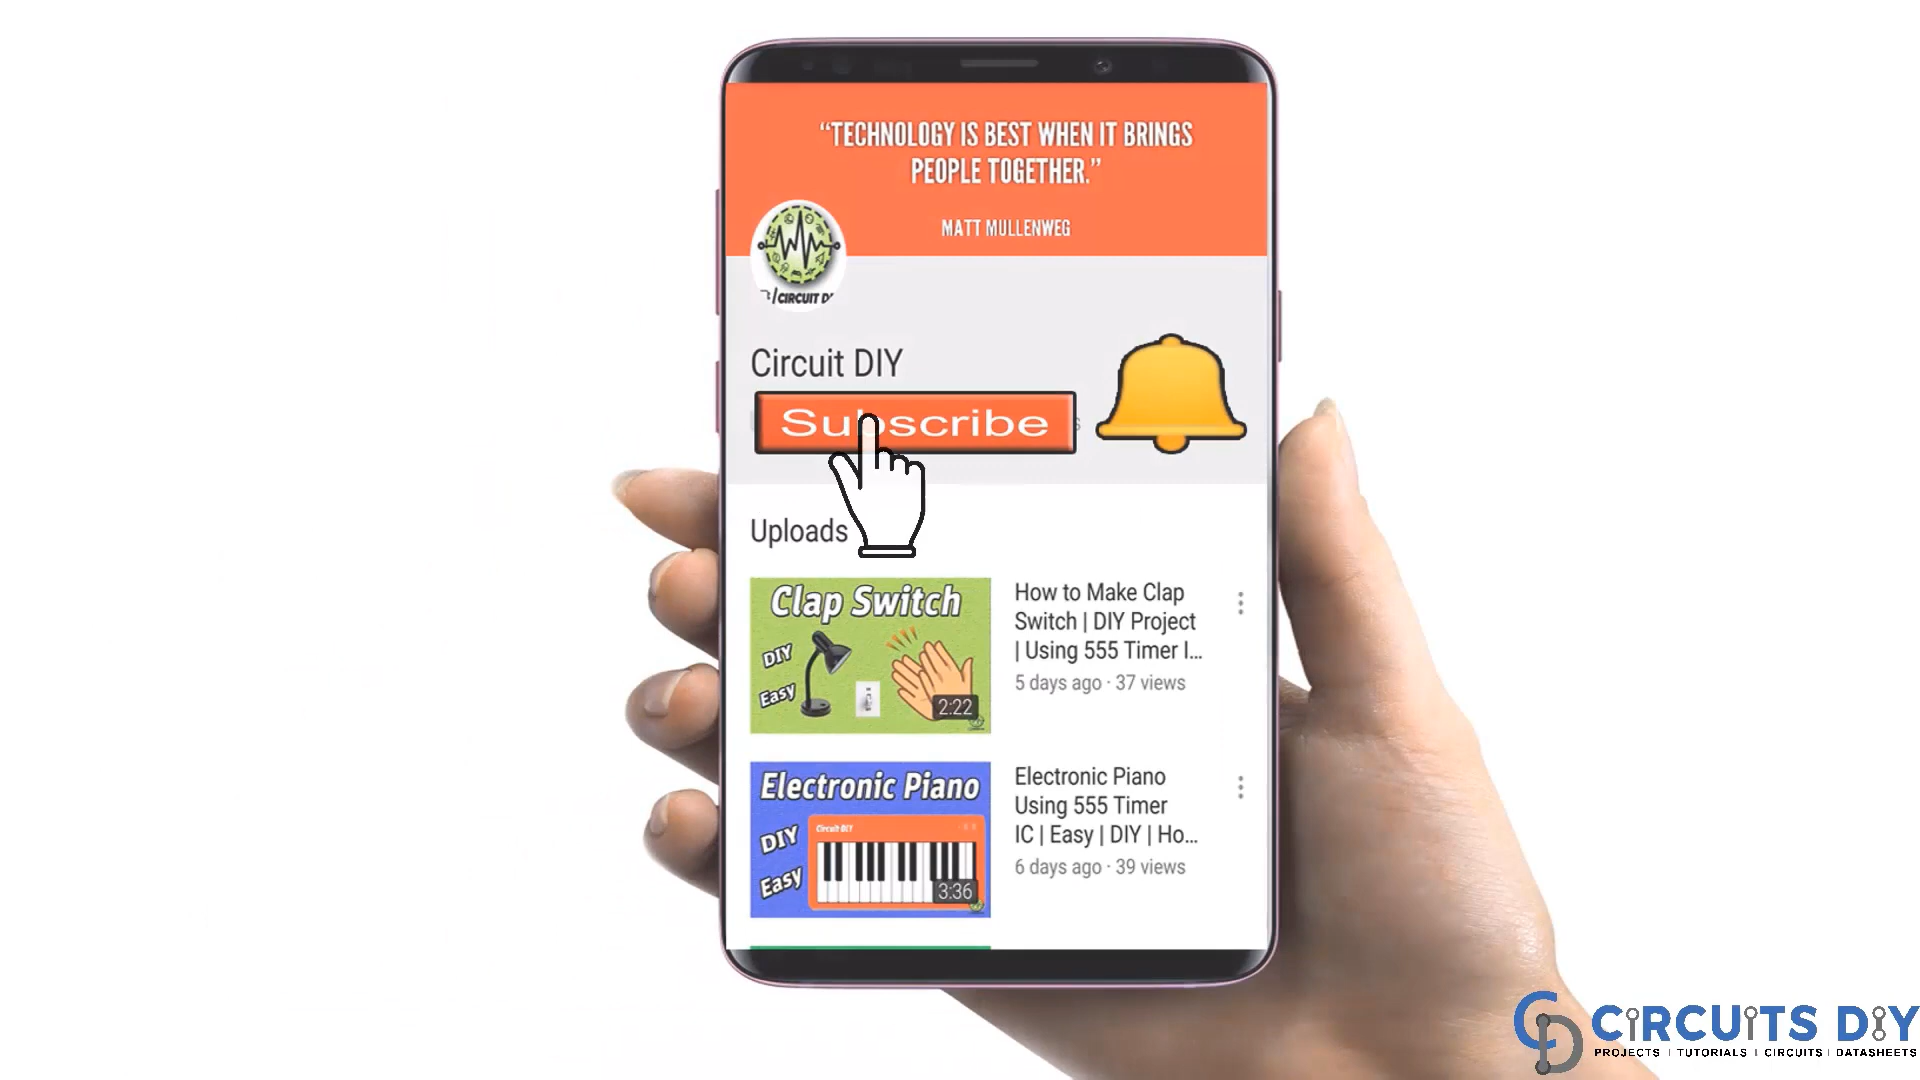 “TECHNOLOGY IS BEST WHEN IT BRINGS
PEOPLE TOGETHER.”
MATT MULLENWEG
/CIRCUIT DI
Circuit DIY
Subscribe
Uploads
Clap Switch
DIY
Easy
2:22
How to Make Clap
Switch | DIY Project
| Using 555 Timer I...
5 days ago · 37 views
Electronic Piano
Circuit DIY
DIY
Easy
3:36
Electronic Piano
Using 555 Timer
IC | Easy | DIY | Ho...
6 days ago · 39 views
CD CiRCUiTS DiY
PROJECTS | TUTORIALS | CIRCUITS | DATASHEETS